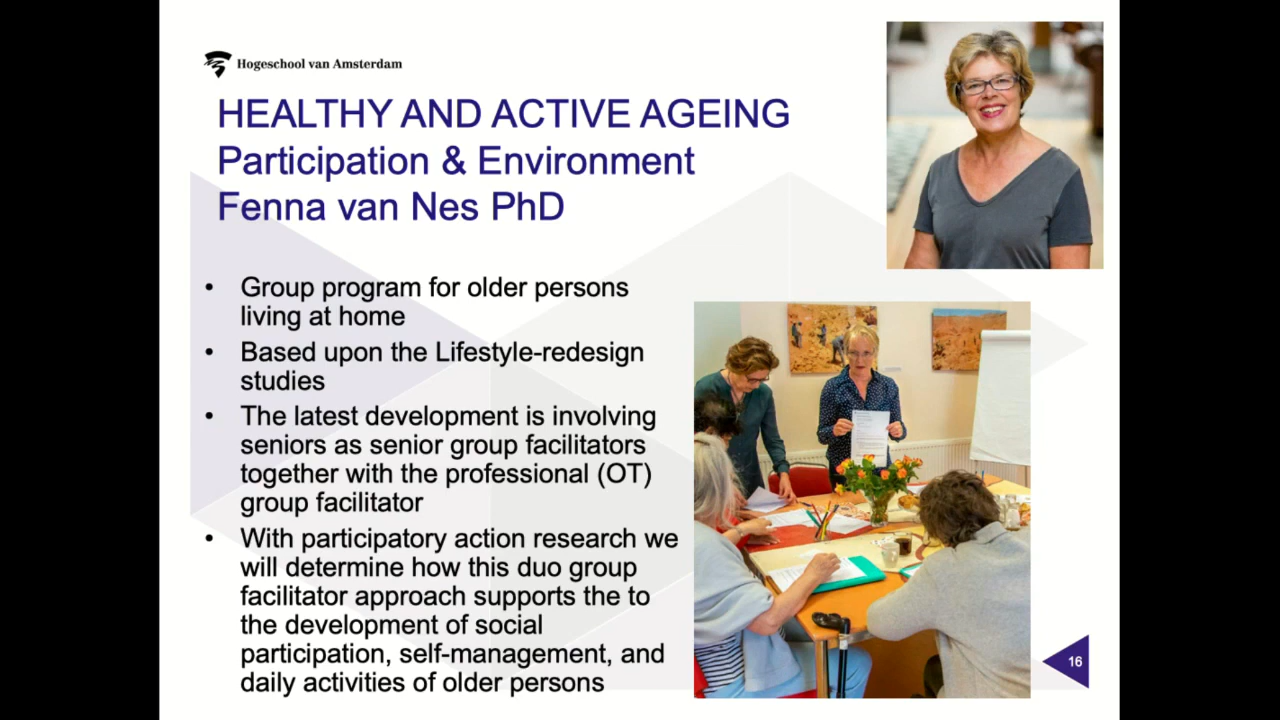 Hogeschool van Amsterdam
HEALTHY AND ACTIVE AGEING
Participation & Environment
Fenna van Nes PhD
• Group program for older persons
living at home
• Based upon the Lifestyle-redesign
studies
• The latest development is involving
seniors as senior group facilitators
together with the professional (OT)
group facilitator
• With participatory action research we
will determine how this duo group
facilitator approach supports the to
the development of social
participation, self-management, and
daily activities of older persons
16